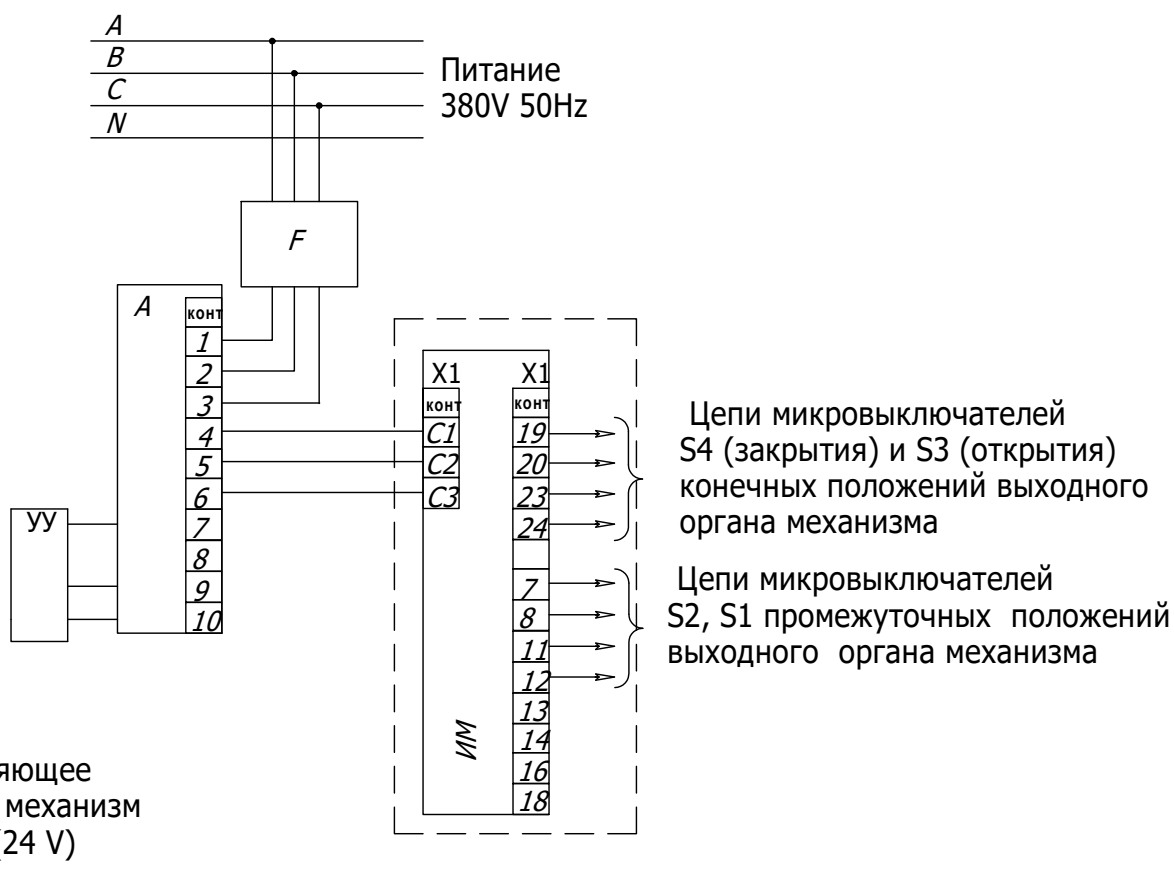 A
B
C
N
Питание
380V 50Hz
F
A
конт
1
2
3
4
5
6
7
8
9
10
УУ
X1
конт
C1
C2
C3
ИМ
X1
конт
19
20
23
24
7
8
11
12
13
14
16
18
Цепи микровыключателей
S4 (закрытия) и S3 (открытия)
конечных положений выходного
органа механизма
Цепи микровыключателей
S2, S1 промежуточных положений
выходного органа механизма
яющее
механизм
(24 V)